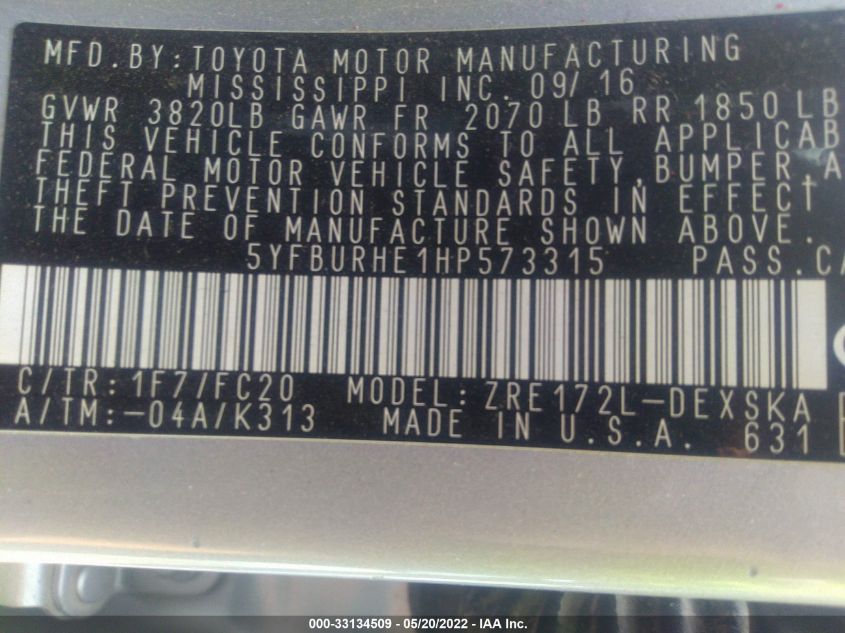 MFD. BY: TOYOTA MOTOR MANUFACTURING
MISSISSIPPI INC. 09/16
GVWR 3820LB GAWR FR 2070 LB RR 1850 LB
THIS VEHICLE CONFORMS TO ALL APPLICAB
FEDERAL MOTOR VEHICLE SAFETY, BUMPER, A
THEFT PREVENTION STANDARDS IN EFFECT
THE DATE OF MANUFACTURE SHOWN ABOVE.
5YFBURHE1HP573315 PASS. CA
C/TR: 1F7/FC20 MODEL: ZRE172L-DEXSKA
A/TM: -04A/K313 MADE IN U.S.A. 631
000-33134509 - 05/20/2022 - IAA Inc.